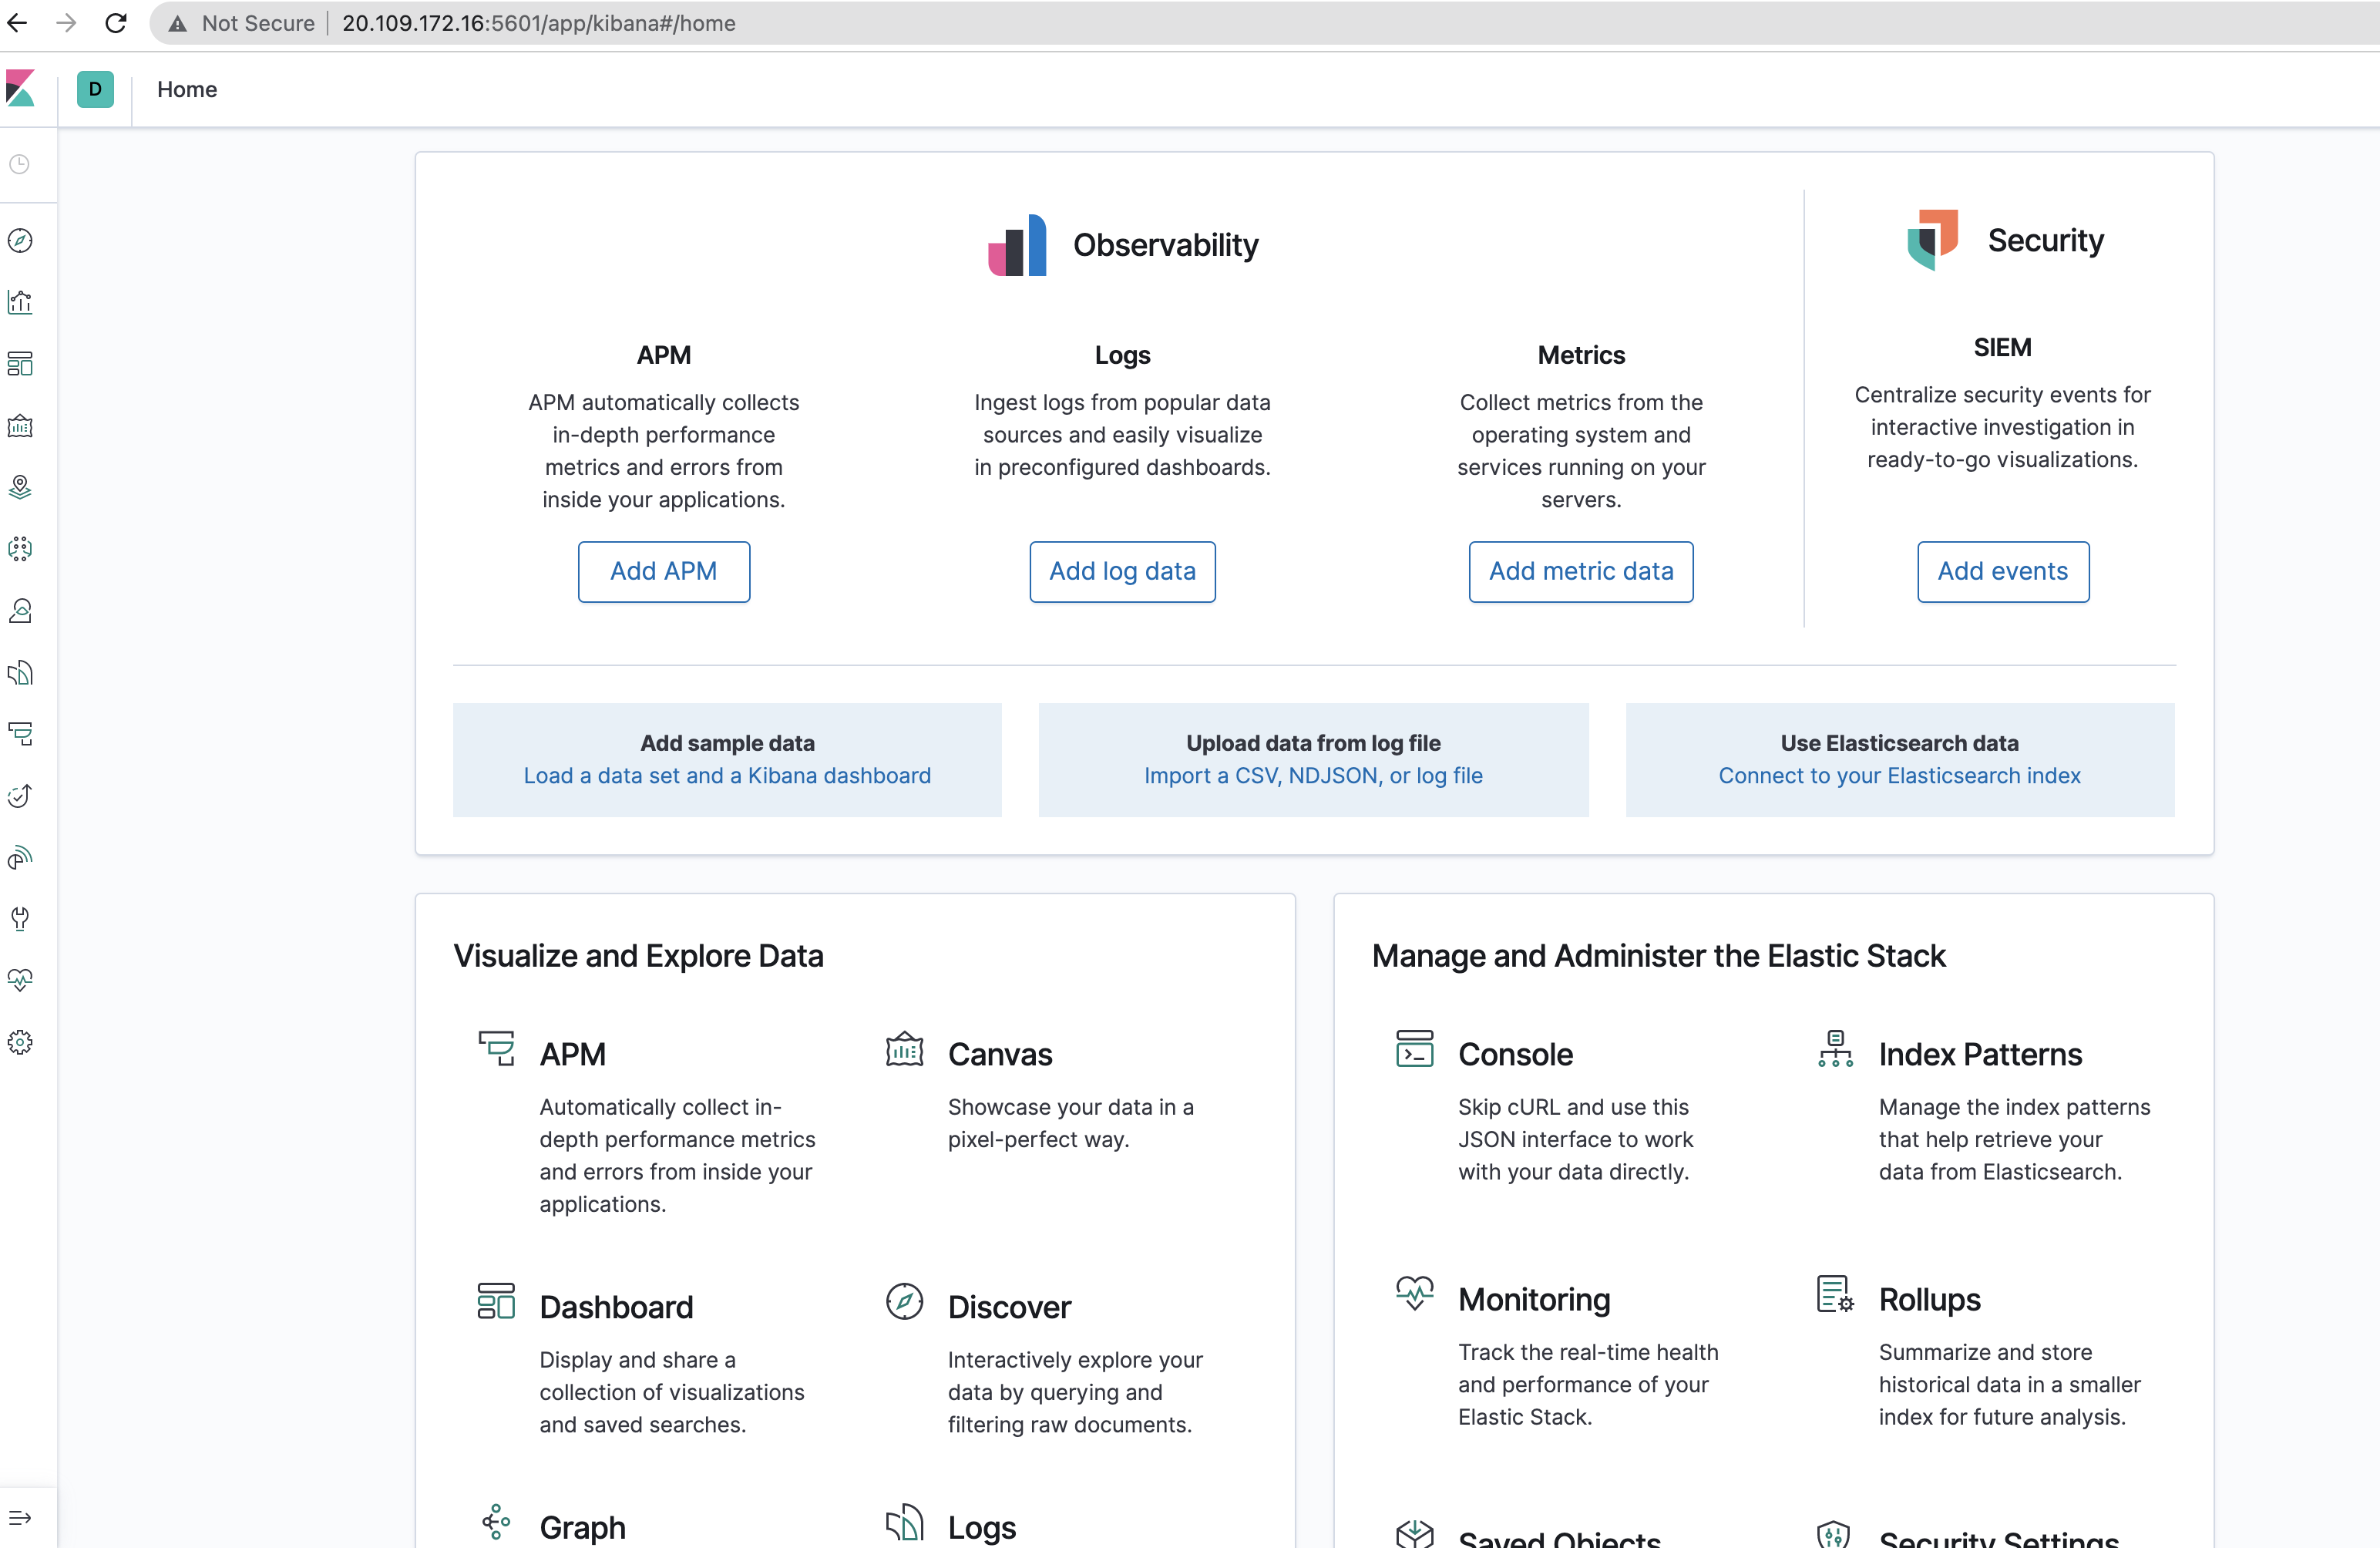 Not Secure
20.109.172.16:5601/app/kibana#/home
D
Home
Observability
APM
APM automatically collects
in-depth performance
metrics and errors from
inside your applications.
Add APM
Logs
Ingest logs from popular data
sources and easily visualize
in preconfigured dashboards.
Add log data
Metrics
Collect metrics from the
operating system and
services running on your
servers.
Add metric data
Security
SIEM
Centralize security events for
interactive investigation in
ready-to-go visualizations.
Add events
Add sample data
Load a data set and a Kibana dashboard
Upload data from log file
Import a CSV, NDJSON, or log file
Use Elasticsearch data
Connect to your Elasticsearch index
Visualize and Explore Data
APM
Automatically collect in-
depth performance metrics
and errors from inside your
applications.
Canvas
Showcase your data in a
pixel-perfect way.
Dashboard
Display and share a
collection of visualizations
and saved searches.
Discover
Interactively explore your
data by querying and
filtering raw documents.
Graph
Logs
Manage and Administer the Elastic Stack
Console
Skip cURL and use this
JSON interface to work
with your data directly.
Index Patterns
Manage the index patterns
that help retrieve your
data from Elasticsearch.
Monitoring
Track the real-time health
and performance of your
Elastic Stack.
Rollups
Summarize and store
historical data in a smaller
index for future analysis.
Saved Objects
Security Settings